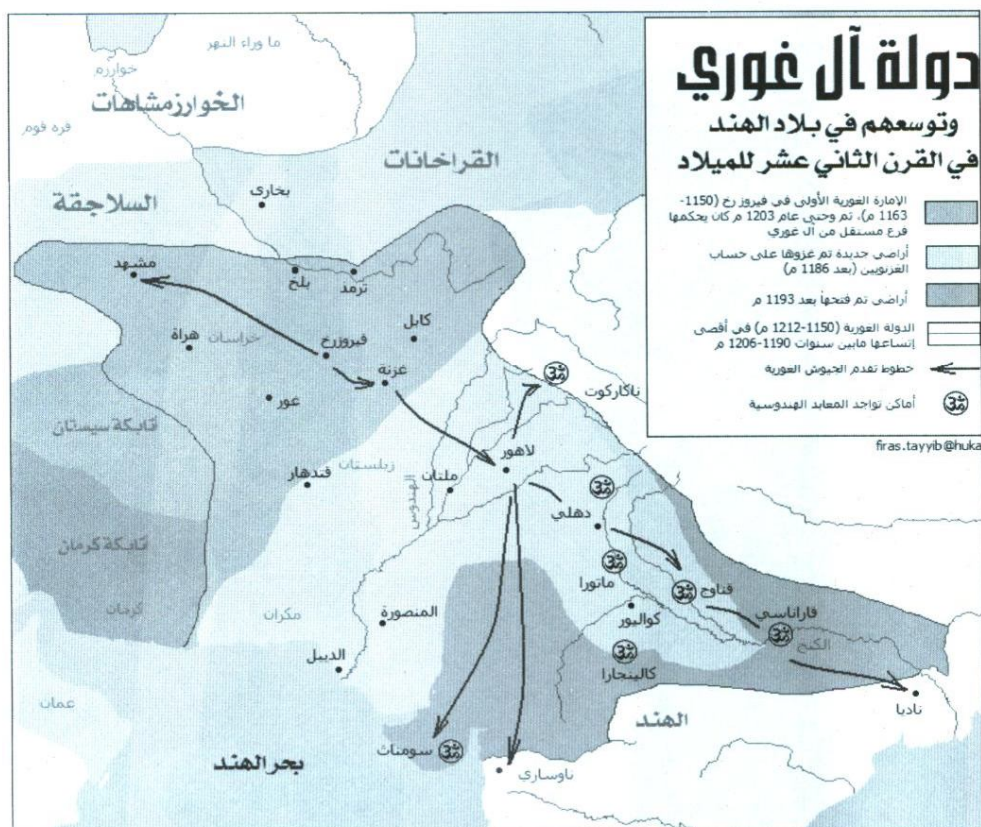 دولة آل غوري
وتوسعهم في بلاد الهند
في القرن الثاني عشر للميلاد
الإمارة الغورية الأولى في فيروز رخ (1150-
1163 م)، ثم وحتى عام 1203 م كان يحكمها
فرع مستقل من آل غوري
أراضي جديدة تم غزوها على حساب
الغزنويين (بعد 1186 م)
أراضي تم فتحها بعد 1193 م
الدولة الغورية (1150-1212 م) في أقصى
إتساعها مابين سنوات 1190-1206 م
خطوط تقدم الجيوش الغورية
أماكن تواجد المعابد الهندوسية
firas.tayyib@huka
ما وراء النهر
خوارزم
الخوارزمشاهات
قره قوم
القراخانات
بخارى
السلاجقة
مشهد
بلخ
ترمد
كابل
هراة
خراسان
فيروزرخ
غزنة
ناكاركوت
غور
تابكة سيستان
زبلستان
لاهور
قندهار
ملتان
الهندوس
دهلي
تابكة كرمان
ماتورا
قناوج
كرمان
مكران
المنصورة
كواليور
فاراناسي
الكنج
الديبل
كالينجارا
عمان
ناديا
الهند
سومنات
بحر الهند
ناوساري